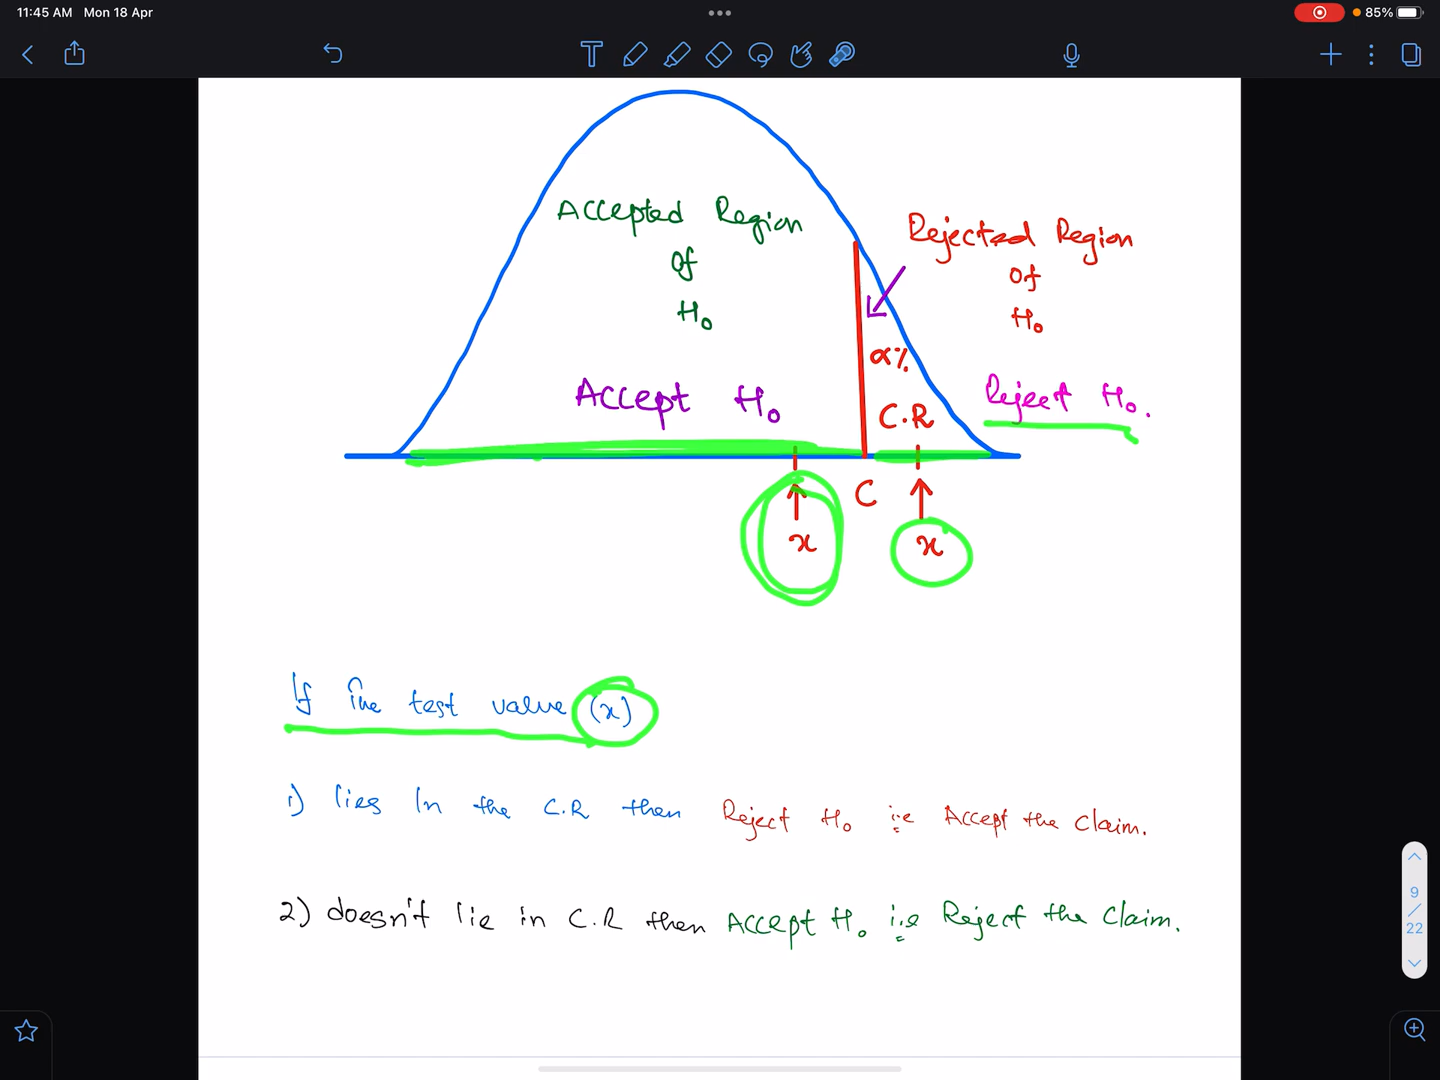 11:45 AM Mon 18 Apr
85%
Accepted Region
Of
H₀
Rejected Region
Of
H₀
α%
Accept H₀
C.R
Reject H₀.
C
x
x
If the test value (x)
1) lies In the C.R then Reject H₀ i.e Accept the Claim.
2) doesn't lie in C.R then Accept H₀ i.e Reject the Claim.
9
/
22